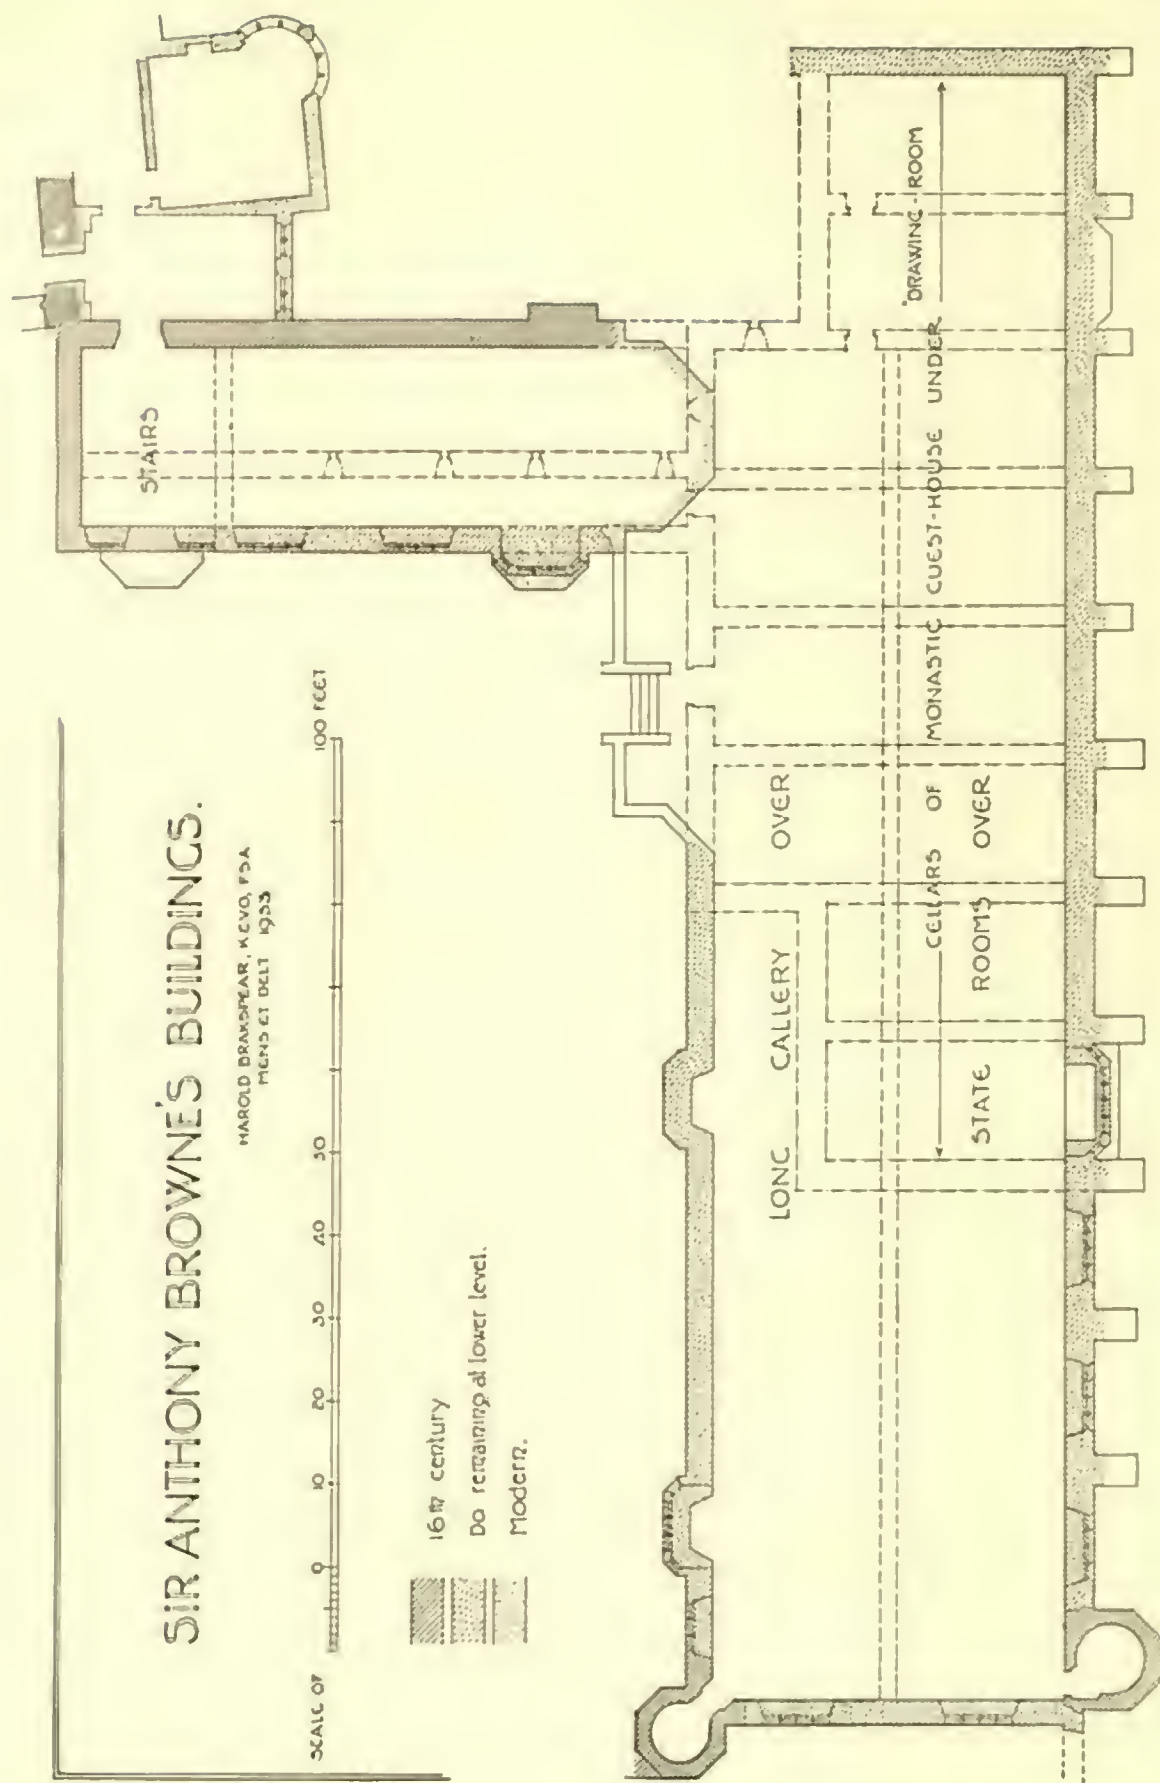 SIR ANTHONY BROWNE'S BUILDINGS.
HAROLD BRAKSPEAR, KCVO, FSA
MENS ET DELT 1933
SCALE OF
0 10 20 30 40 50 100 FEET
16TH century
Do remaining at lower level.
Modern.
STAIRS
LONG GALLERY OVER
STATE ROOMS OVER
CELLARS OF MONASTIC GUEST-HOUSE UNDER DRAWING-ROOM